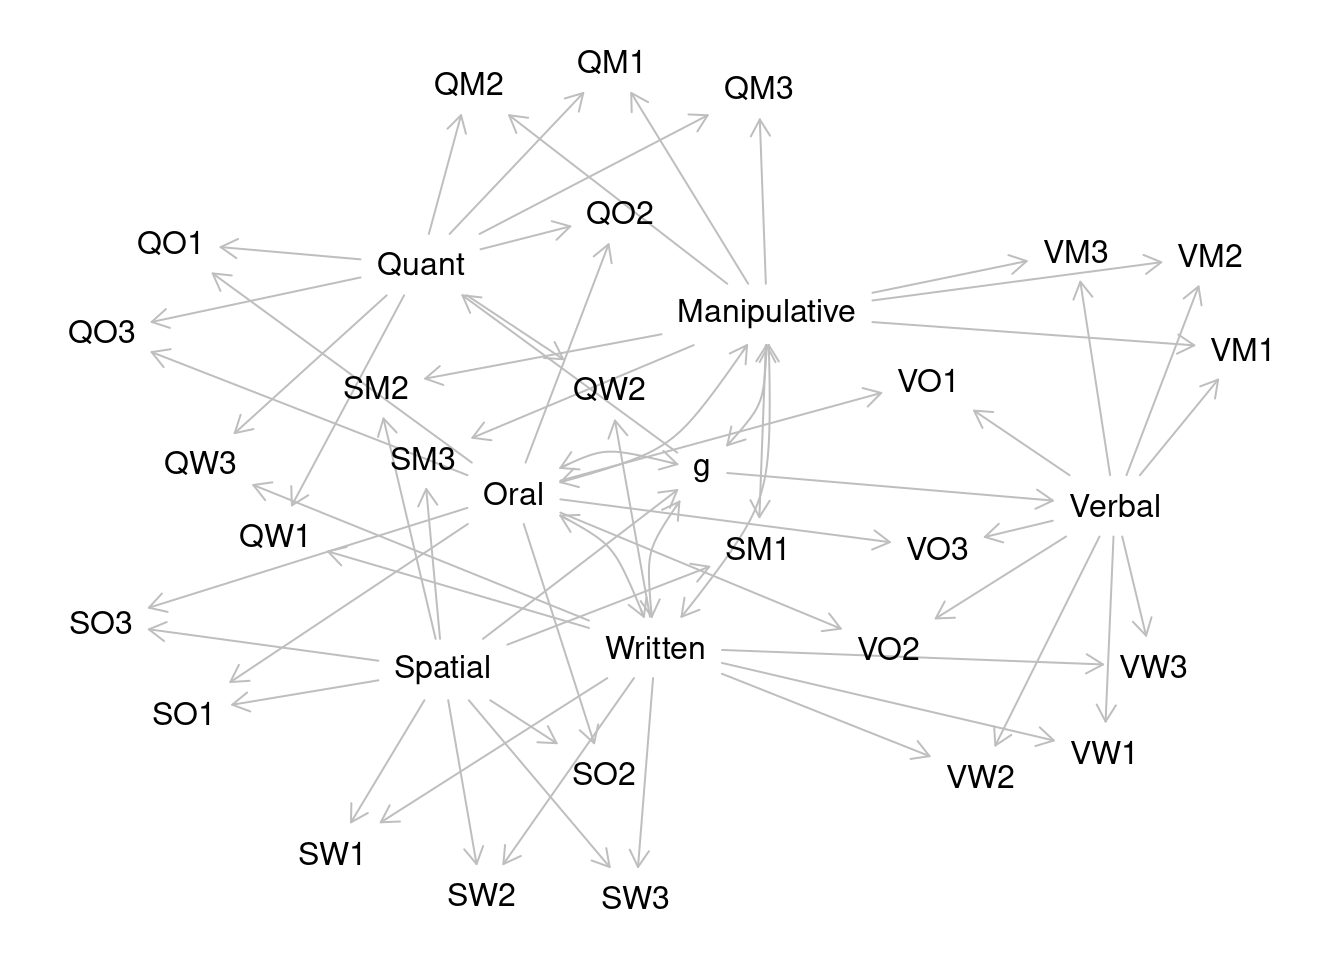 QM1
QM2
QM3
QO2
QO1
VM3
VM2
Quant
Manipulative
QO3
VM1
SM2
QW2
VO1
QW3
SM3
g
Oral
Verbal
QW1
SM1
VO3
SO3
Spatial
Written
VO2
VW3
SO1
SO2
VW2
VW1
SW1
SW2
SW3